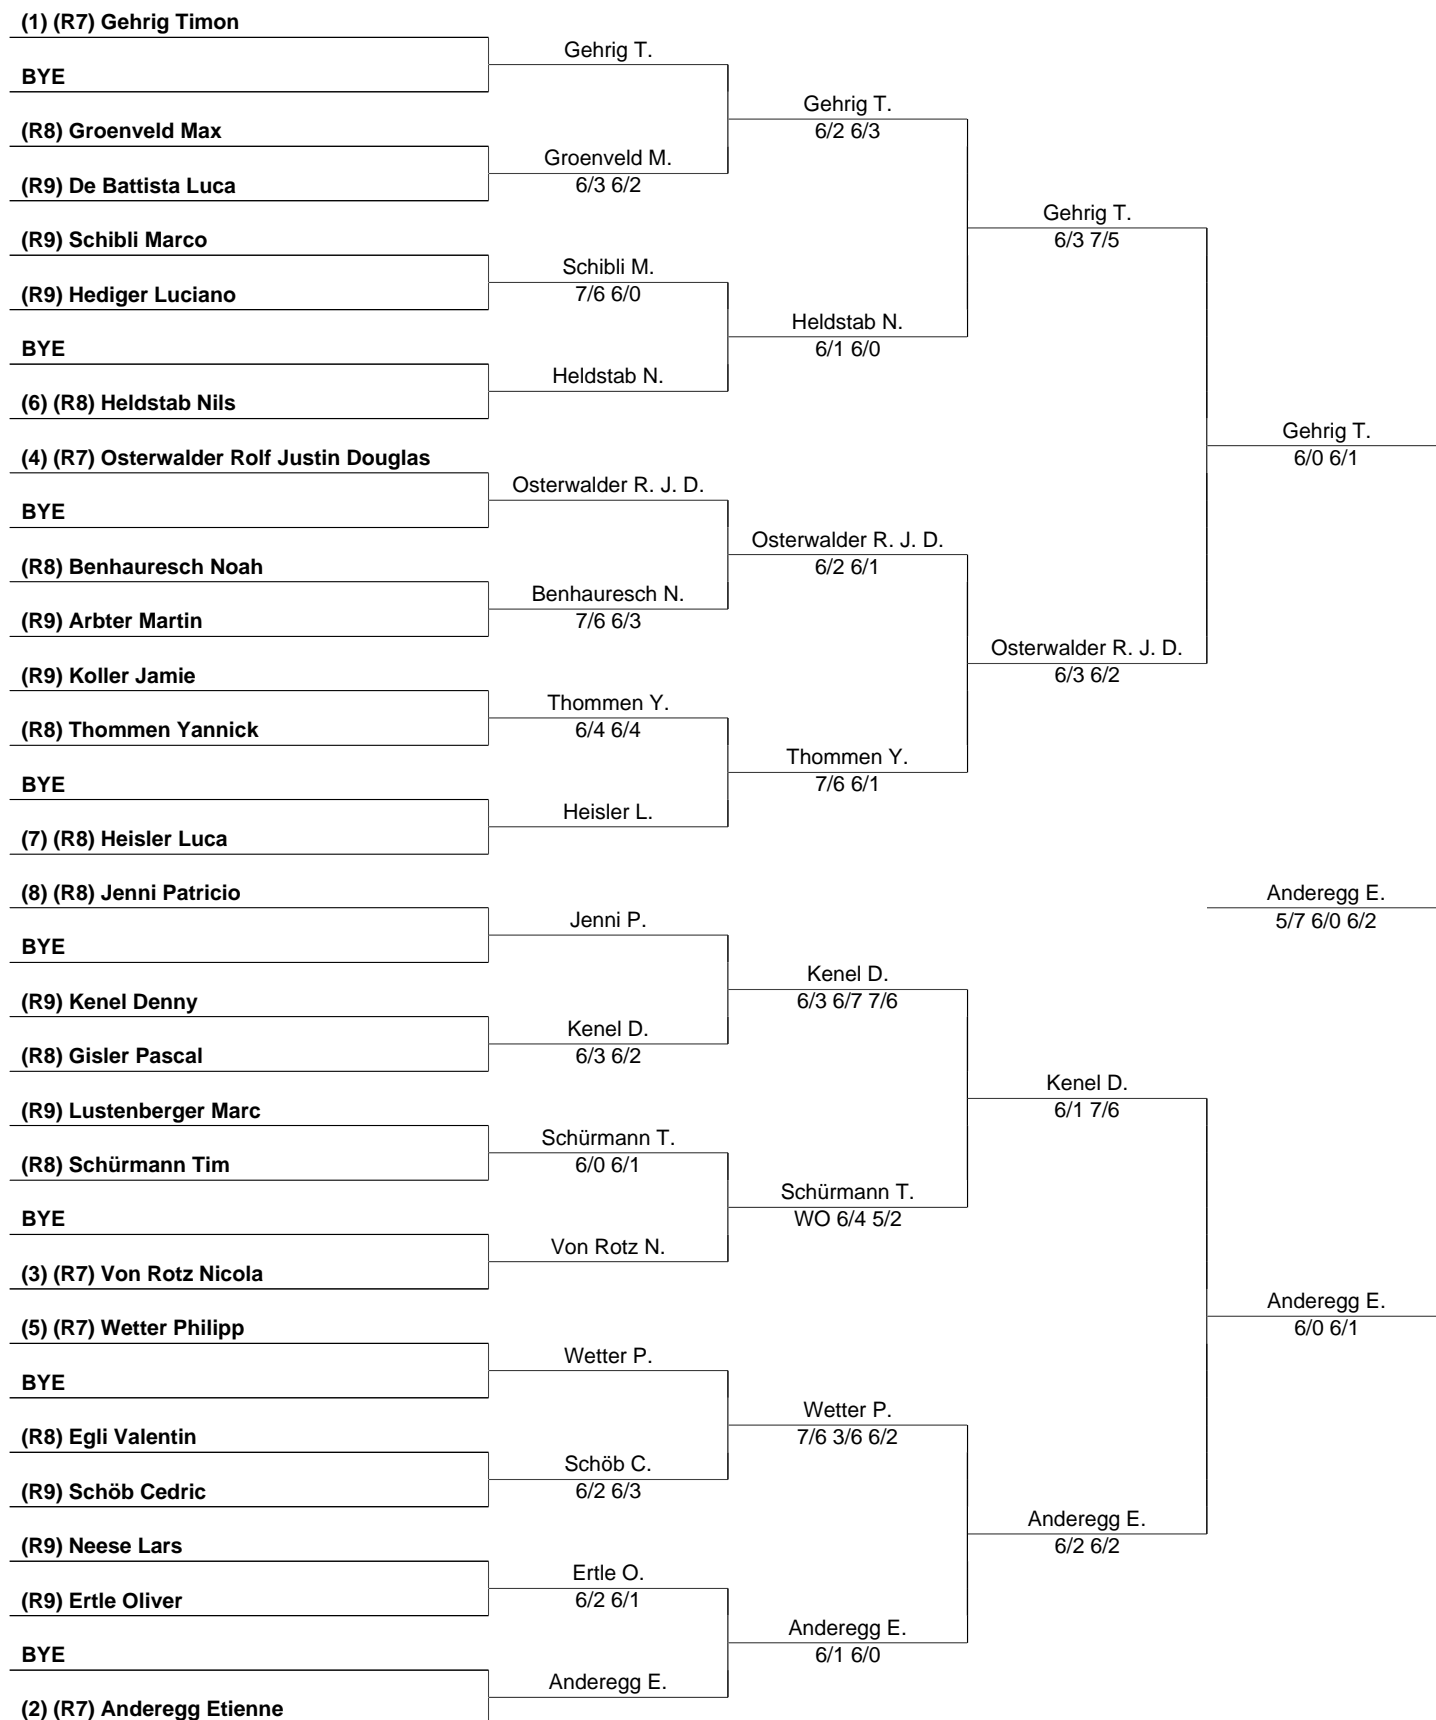 (1) (R7) Gehrig Timon
Gehrig T.
BYE
Gehrig T.
6/2 6/3
(R8) Groenveld Max
Groenveld M.
6/3 6/2
(R9) De Battista Luca
Gehrig T.
6/3 7/5
(R9) Schibli Marco
Schibli M.
7/6 6/0
(R9) Hediger Luciano
Heldstab N.
6/1 6/0
BYE
Heldstab N.
(6) (R8) Heldstab Nils
Gehrig T.
6/0 6/1
(4) (R7) Osterwalder Rolf Justin Douglas
Osterwalder R. J. D.
BYE
Osterwalder R. J. D.
6/2 6/1
(R8) Benhauresch Noah
Benhauresch N.
7/6 6/3
(R9) Arbter Martin
Osterwalder R. J. D.
6/3 6/2
(R9) Koller Jamie
Thommen Y.
6/4 6/4
(R8) Thommen Yannick
Thommen Y.
7/6 6/1
BYE
Heisler L.
(7) (R8) Heisler Luca
(8) (R8) Jenni Patricio
Anderegg E.
5/7 6/0 6/2
Jenni P.
BYE
Kenel D.
6/3 6/7 7/6
(R9) Kenel Denny
Kenel D.
6/3 6/2
(R8) Gisler Pascal
Kenel D.
6/1 7/6
(R9) Lustenberger Marc
Schürmann T.
6/0 6/1
(R8) Schürmann Tim
Schürmann T.
WO 6/4 5/2
BYE
Von Rotz N.
(3) (R7) Von Rotz Nicola
Anderegg E.
6/0 6/1
(5) (R7) Wetter Philipp
Wetter P.
BYE
Wetter P.
7/6 3/6 6/2
(R8) Egli Valentin
Schöb C.
6/2 6/3
(R9) Schöb Cedric
Anderegg E.
6/2 6/2
(R9) Neese Lars
Ertle O.
6/2 6/1
(R9) Ertle Oliver
Anderegg E.
6/1 6/0
BYE
Anderegg E.
(2) (R7) Anderegg Etienne